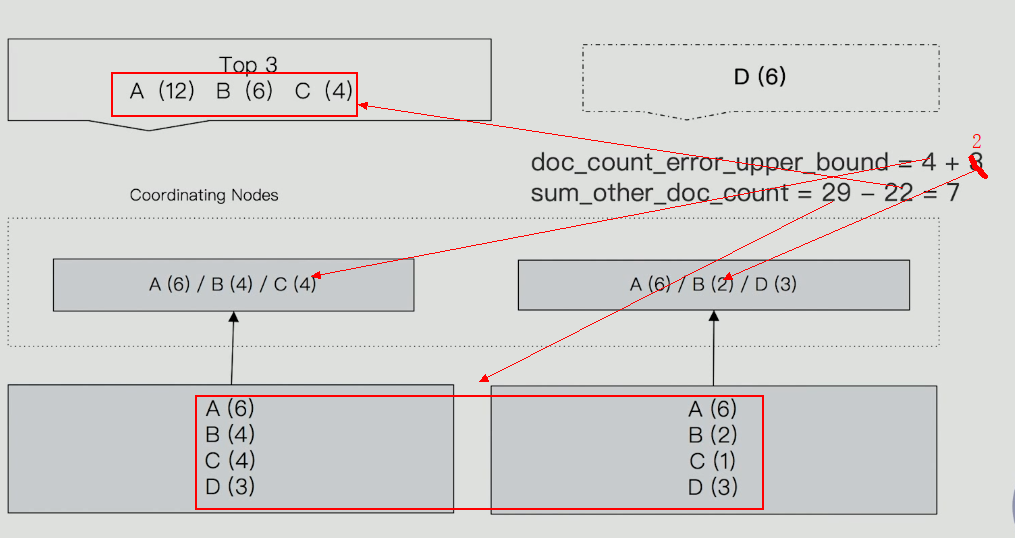 Top 3
A (12) B (6) C (4)
D (6)
2
doc_count_error_upper_bound = 4 + 3
sum_other_doc_count = 29 - 22 = 7
Coordinating Nodes
A (6) / B (4) / C (4)
A (6) / B (2) / D (3)
A (6)
B (4)
C (4)
D (3)
A (6)
B (2)
C (1)
D (3)